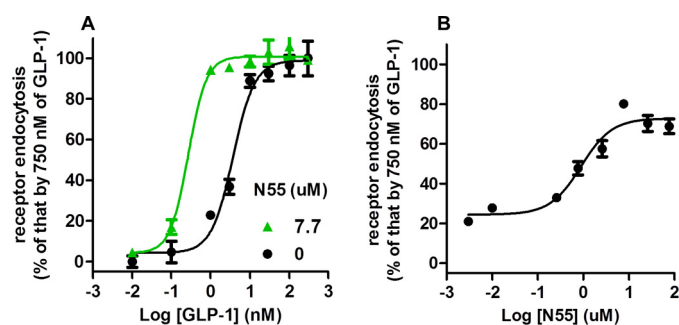 A
receptor endocytosis
(% of that by 750 nM of GLP-1)
100
80
60
40
20
0
N55 (uM)
7.7
0
-3 -2 -1 0 1 2 3
Log [GLP-1] (nM)
B
receptor endocytosis
(% of that by 750 nM of GLP-1)
100
80
60
40
20
0
-3 -2 -1 0 1 2
Log [N55] (uM)